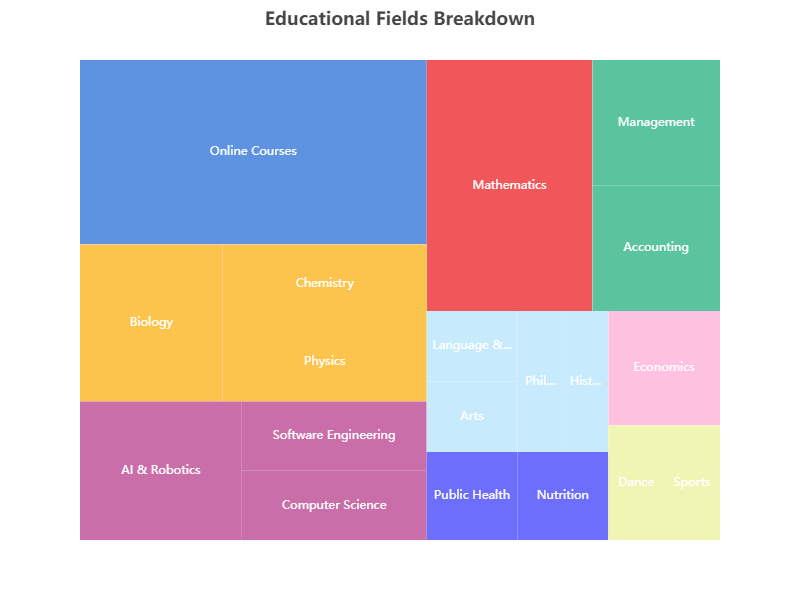 Educational Fields Breakdown
Online Courses
Mathematics
Management
Accounting
Biology
Chemistry
Physics
Language &...
Arts
Phil...
Hist...
Economics
AI & Robotics
Software Engineering
Computer Science
Public Health
Nutrition
Dance
Sports